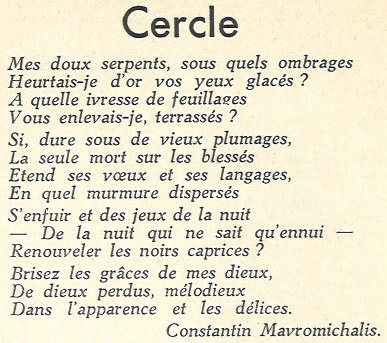 Cercle
Mes doux serpents, sous quels ombrages
Heurtais-je d'or vos yeux glacés ?
A quelle ivresse de feuillages
Vous enlevais-je, terrassés ?
Si, dure sous de vieux plumages,
La seule mort sur les blessés
Etend ses vœux et ses langages,
En quel murmure dispersés
S'enfuir et des jeux de la nuit
— De la nuit qui ne sait qu'ennui —
Renouveler les noirs caprices ?
Brisez les grâces de mes dieux,
De dieux perdus, mélodieux
Dans l'apparence et les délices.
Constantin Mavromichalis.